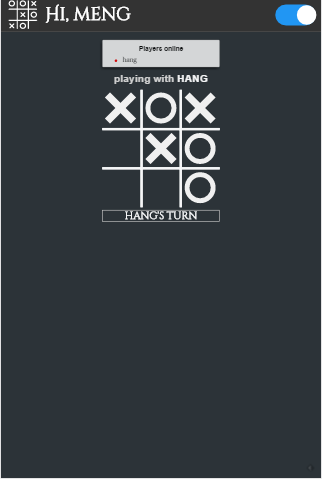 Hi, meng
Players online
hang
playing with HANG
HANG'S TURN